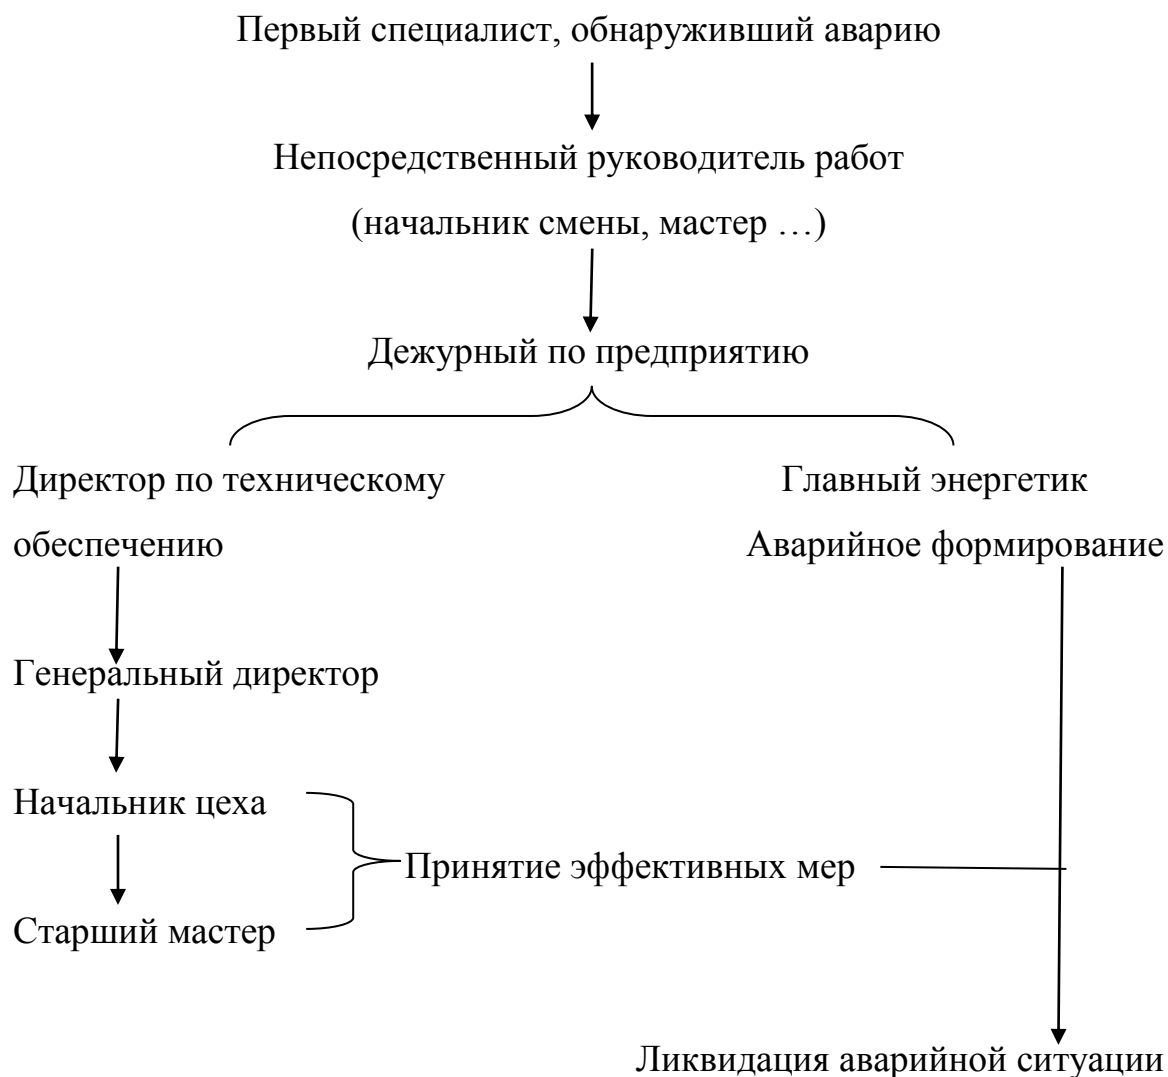 Первый специалист, обнаруживший аварию
Непосредственный руководитель работ
(начальник смены, мастер …)
Дежурный по предприятию
Директор по техническому
обеспечению
Главный энергетик
Аварийное формирование
Генеральный директор
Начальник цеха
Принятие эффективных мер
Старший мастер
Ликвидация аварийной ситуации